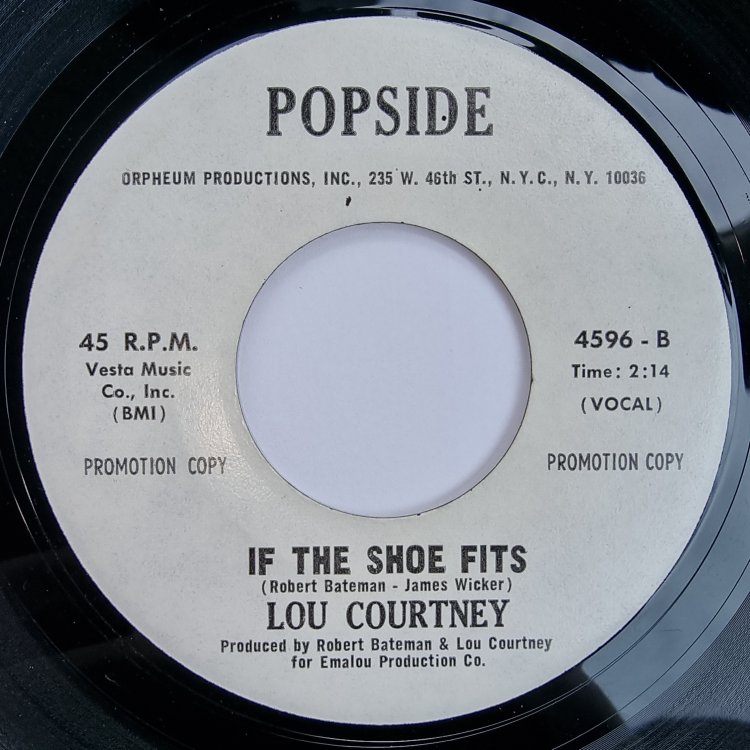 POPSIDE
ORPHEUM PRODUCTIONS, INC., 235 W. 46th ST., N.Y.C., N.Y. 10036
45 R.P.M.
Vesta Music
Co., Inc.
(BMI)
PROMOTION COPY
4596 - B
Time: 2:14
(VOCAL)
PROMOTION COPY
IF THE SHOE FITS
(Robert Bateman - James Wicker)
LOU COURTNEY
Produced by Robert Bateman & Lou Courtney
for Emalou Production Co.